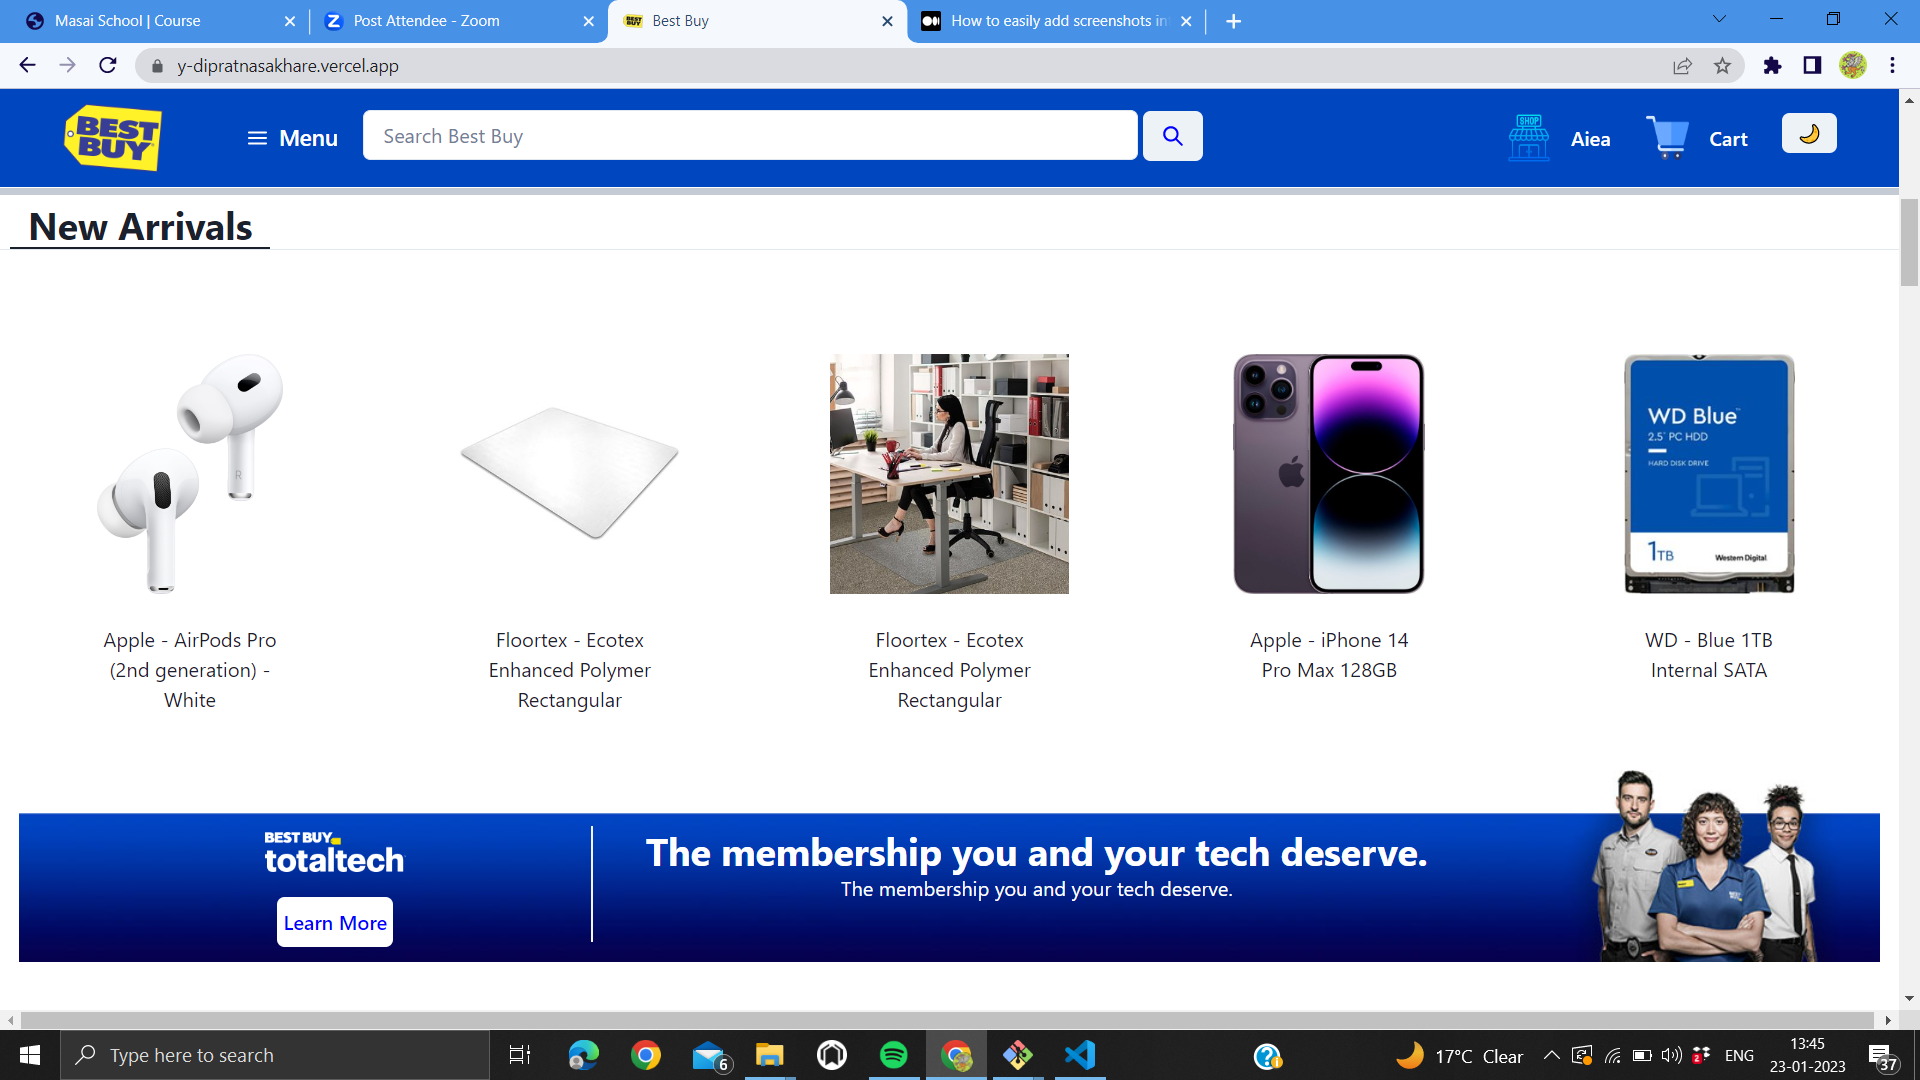 Masai School | Course
Post Attendee - Zoom
Best Buy
How to easily add screenshots in
y-dipratnasakhare.vercel.app
BEST BUY
Menu
Search Best Buy
SHOP
Aiea
Cart
New Arrivals
R
WD Blue™
2.5" PC HDD
HARD DISK DRIVE
1TB
Western Digital
Apple - AirPods Pro
(2nd generation) -
White
Floortex - Ecotex
Enhanced Polymer
Rectangular
Floortex - Ecotex
Enhanced Polymer
Rectangular
Apple - iPhone 14
Pro Max 128GB
WD - Blue 1TB
Internal SATA
BEST BUY
totaltech
Learn More
The membership you and your tech deserve.
The membership you and your tech deserve.
Type here to search
6
17°C Clear
2
ENG
13:45
23-01-2023
37